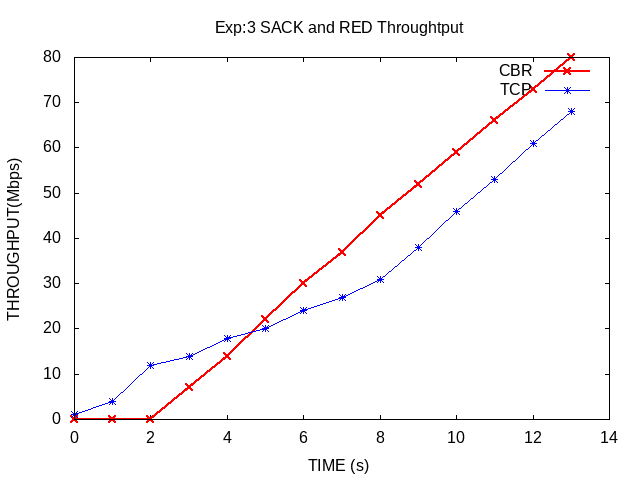 Exp:3 SACK and RED Throughtput
CBR
TCP
THROUGHPUT(Mbps)
80
70
60
50
40
30
20
10
0
0 2 4 6 8 10 12 14
TIME (s)